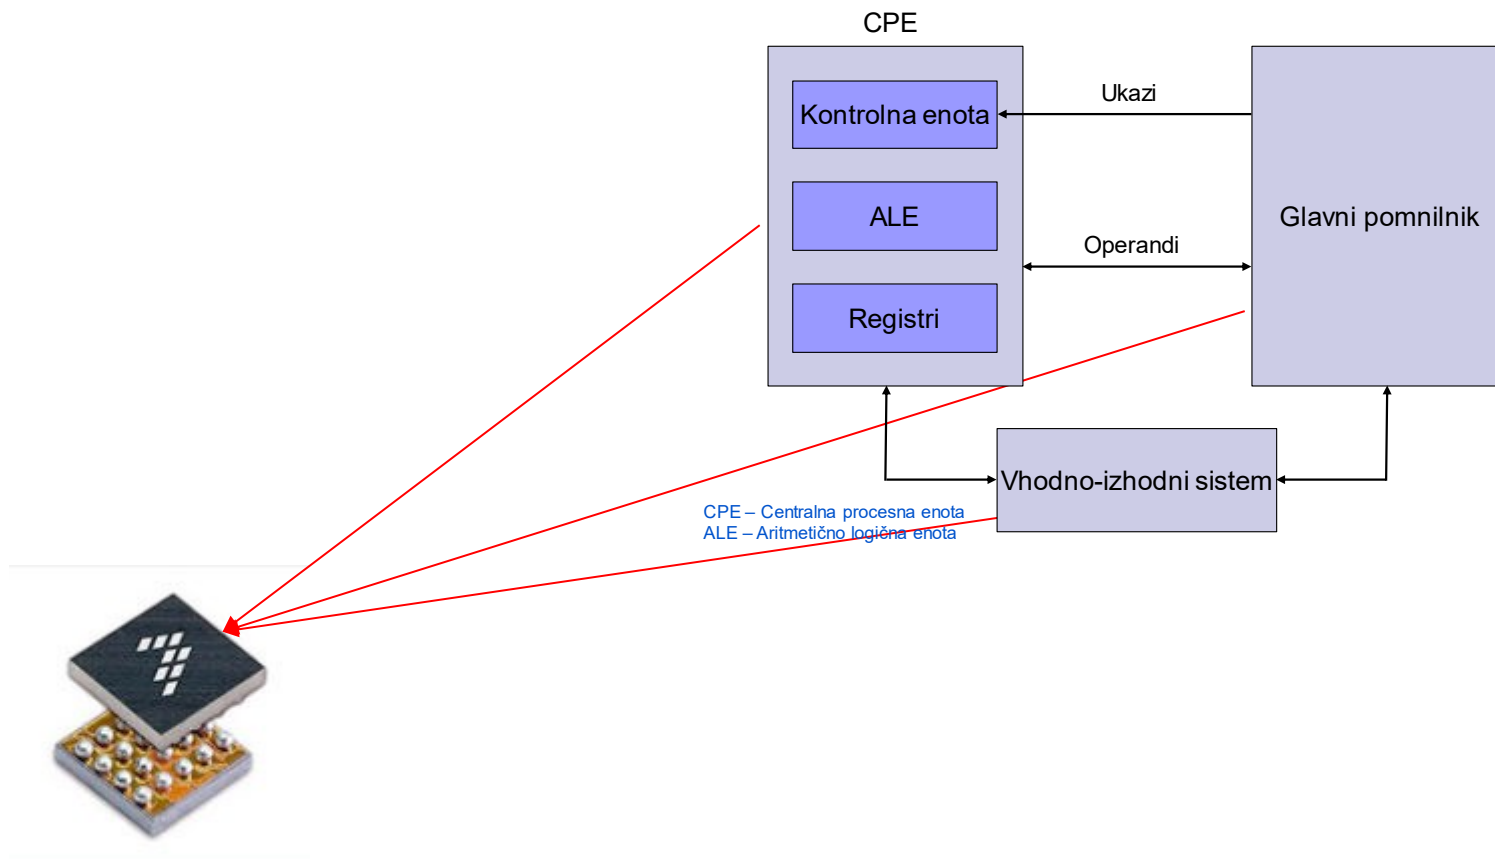 CPE
Kontrolna enota
Ukazi
ALE
Glavni pomnilnik
Operandi
Registri
Vhodno-izhodni sistem
CPE – Centralna procesna enota
ALE – Aritmetično logična enota